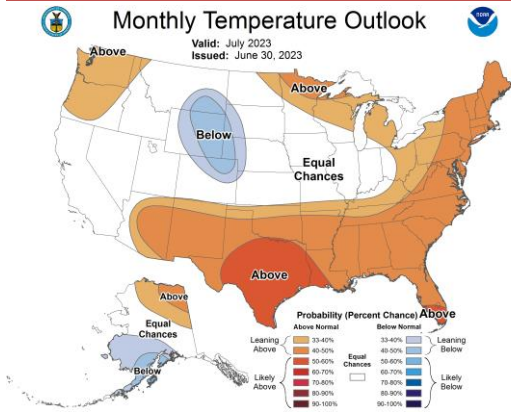 NOAA
Monthly Temperature Outlook
Valid: July 2023
Issued: June 30, 2023
Above
Above
Below
Equal
Chances
Above
Above
Above
Equal
Chances
Below
Probability (Percent Chance)
Above Normal
Below Normal
Leaning
Above
33-40%
40-50%
Likely
Above
50-60%
60-70%
70-80%
80-90%
90-100%
Equal
Chances
33-40%
40-50%
Leaning
Below
50-60%
60-70%
70-80%
80-90%
90-100%
Likely
Below